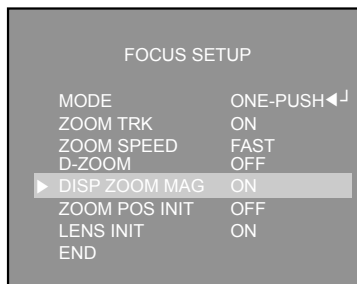 FOCUS SETUP
MODE ONE-PUSH◀┘
ZOOM TRK ON
ZOOM SPEED FAST
D-ZOOM OFF
▶ DISP ZOOM MAG ON
ZOOM POS INIT OFF
LENS INIT ON
END